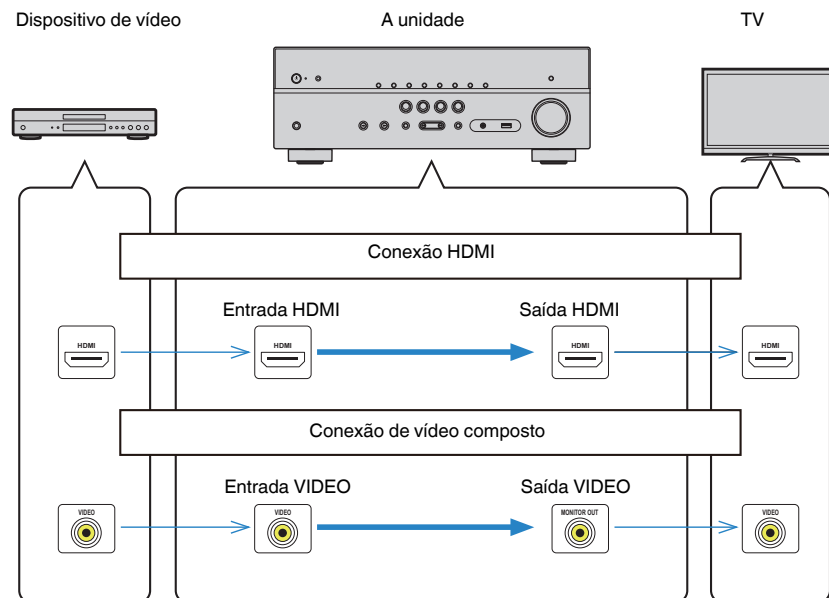 Dispositivo de vídeo
A unidade
TV
Conexão HDMI
Entrada HDMI
Saída HDMI
HDMI
HDMI
HDMI
HDMI
Conexão de vídeo composto
Entrada VIDEO
Saída VIDEO
VIDEO
VIDEO
MONITOR OUT
VIDEO